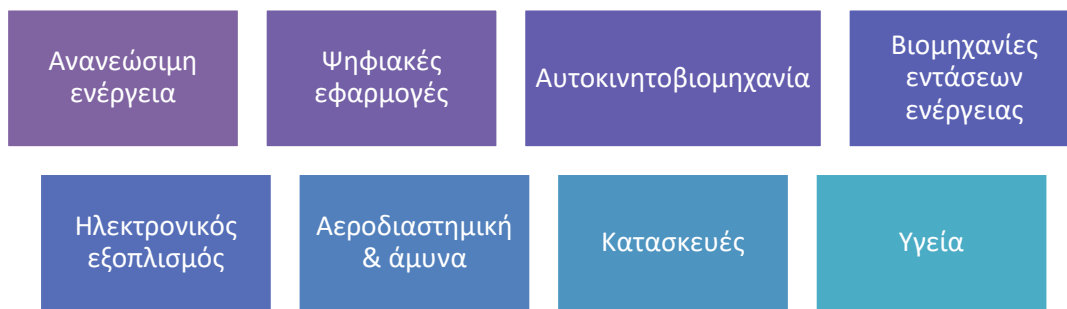 Ανανεώσιμη
ενέργεια
Ψηφιακές
εφαρμογές
Αυτοκινητοβιομηχανία
Βιομηχανίες
εντάσεων
ενέργειας
Ηλεκτρονικός
εξοπλισμός
Αεροδιαστημική
& άμυνα
Κατασκευές
Υγεία